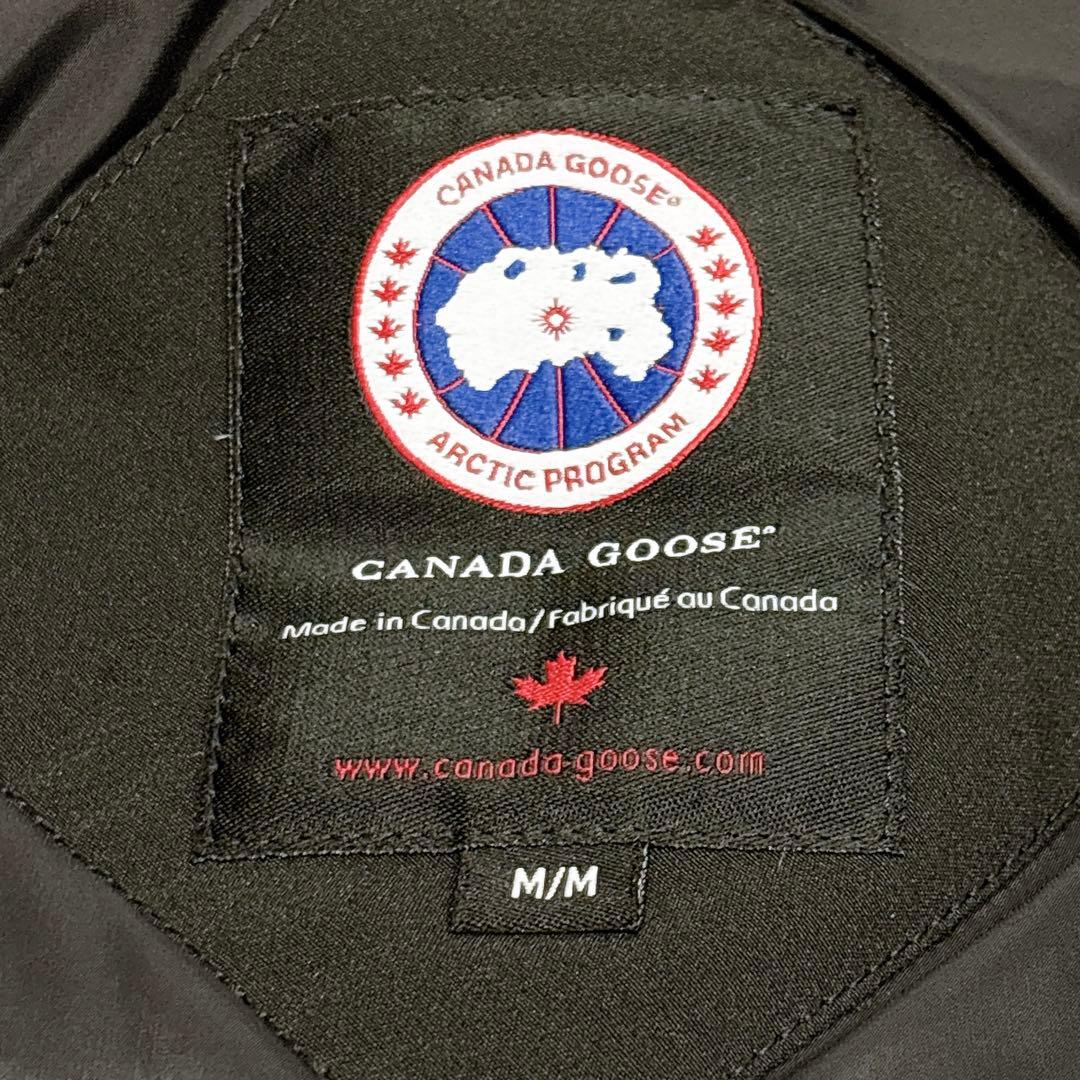 CANADA GOOSE®
ARCTIC PROGRAM
CANADA GOOSE®
Made in Canada/Fabriqué au Canada
www.canada-goose.com
M/M